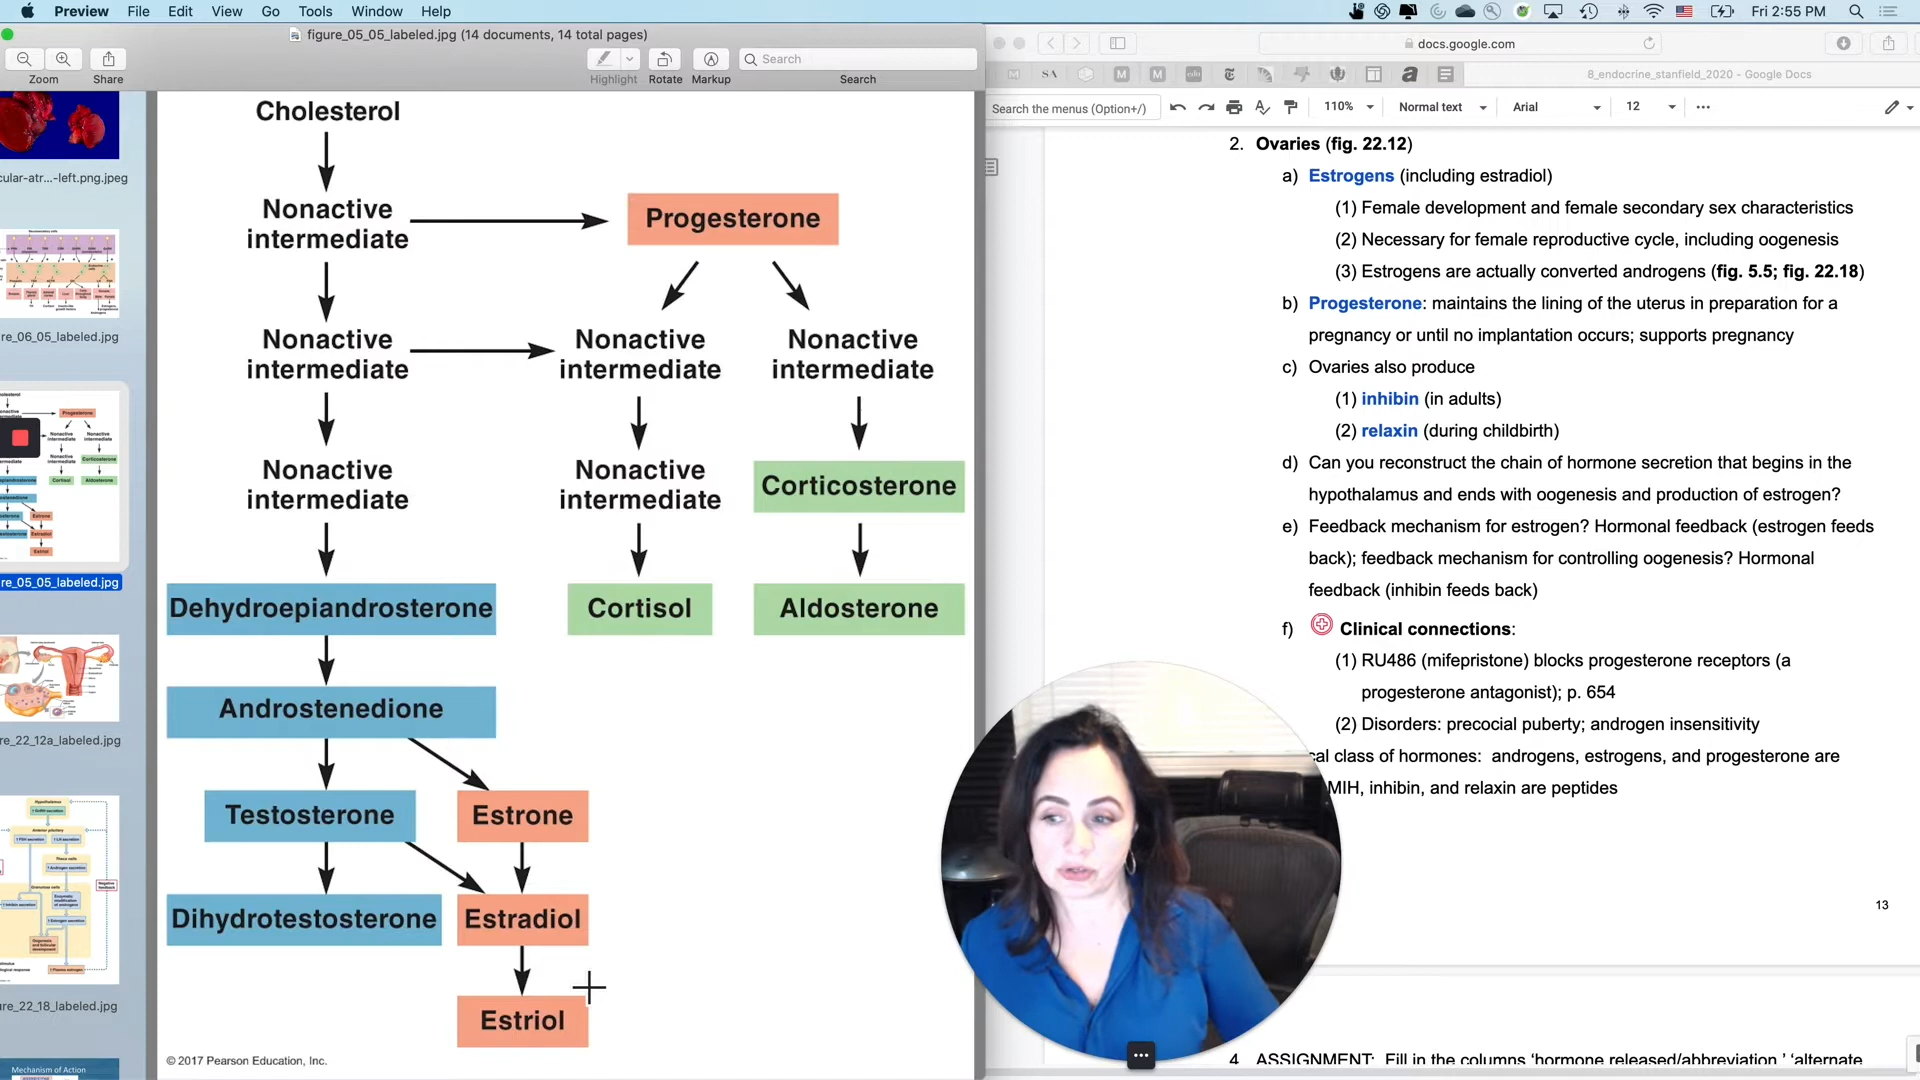 Preview File Edit View Go Tools Window Help
Fri 2:55 PM
figure_05_05_labeled.jpg (14 documents, 14 total pages)
Zoom
Share
Highlight
Rotate
Markup
Search
Search
cular-atr...-left.png.jpeg
re_06_05_labeled.jpg
re_05_05_labeled.jpg
re_22_12a_labeled.jpg
re_22_18_labeled.jpg
Mechanism of Action
Cholesterol
Nonactive
intermediate
Progesterone
Nonactive
intermediate
Nonactive
intermediate
Nonactive
intermediate
Nonactive
intermediate
Nonactive
intermediate
Corticosterone
Dehydroepiandrosterone
Cortisol
Aldosterone
Androstenedione
Testosterone
Estrone
Dihydrotestosterone
Estradiol
Estriol
© 2017 Pearson Education, Inc.
docs.google.com
8_endocrine_stanfield_2020 - Google Docs
Search the menus (Option+/)
110%
Normal text
Arial
12
2. Ovaries (fig. 22.12)
a) Estrogens (including estradiol)
(1) Female development and female secondary sex characteristics
(2) Necessary for female reproductive cycle, including oogenesis
(3) Estrogens are actually converted androgens (fig. 5.5; fig. 22.18)
b) Progesterone: maintains the lining of the uterus in preparation for a
pregnancy or until no implantation occurs; supports pregnancy
c) Ovaries also produce
(1) inhibin (in adults)
(2) relaxin (during childbirth)
d) Can you reconstruct the chain of hormone secretion that begins in the
hypothalamus and ends with oogenesis and production of estrogen?
e) Feedback mechanism for estrogen? Hormonal feedback (estrogen feeds
back); feedback mechanism for controlling oogenesis? Hormonal
feedback (inhibin feeds back)
f) Clinical connections:
(1) RU486 (mifepristone) blocks progesterone receptors (a
progesterone antagonist); p. 654
(2) Disorders: precocial puberty; androgen insensitivity
cal class of hormones: androgens, estrogens, and progesterone are
MIH, inhibin, and relaxin are peptides
13
4. ASSIGNMENT: Fill in the columns 'hormone released/abbreviation,' 'alternate